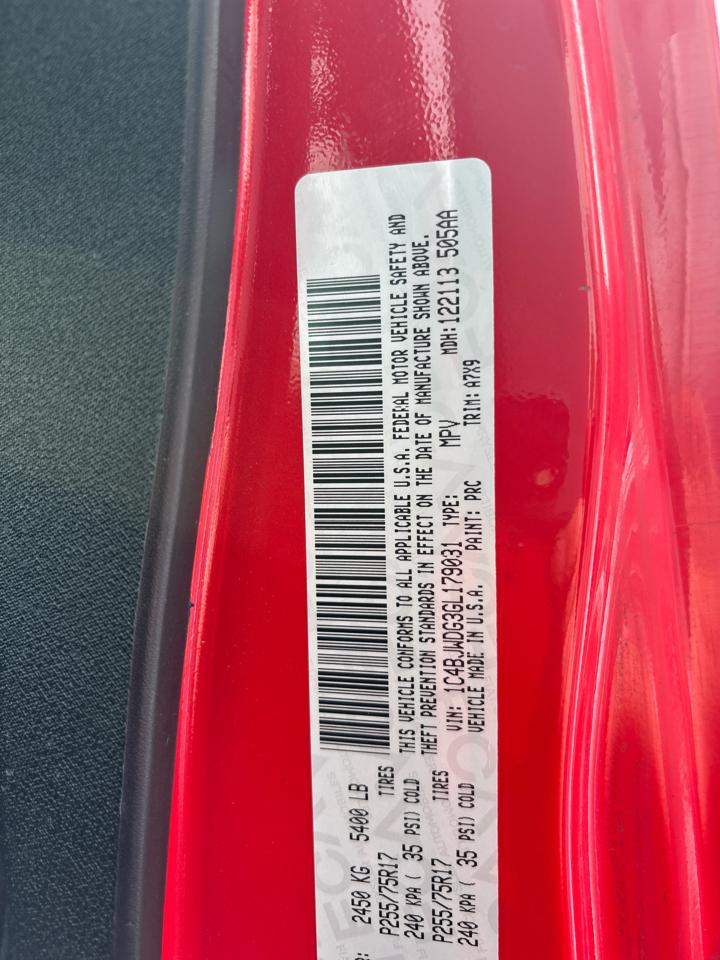 2450 KG 5400 LB
P255/75R17 TIRES
240 KPA ( 35 PSI) COLD
P255/75R17 TIRES
240 KPA ( 35 PSI) COLD
THIS VEHICLE CONFORMS TO ALL APPLICABLE U.S.A. FEDERAL MOTOR VEHICLE SAFETY AND
THEFT PREVENTION STANDARDS IN EFFECT ON THE DATE OF MANUFACTURE SHOWN ABOVE.
VIN: 1C4BJWDG3GL179031 TYPE: MPV MDH:122113 505AA
VEHICLE MADE IN U.S.A. PAINT: PRC TRIM: A7X9